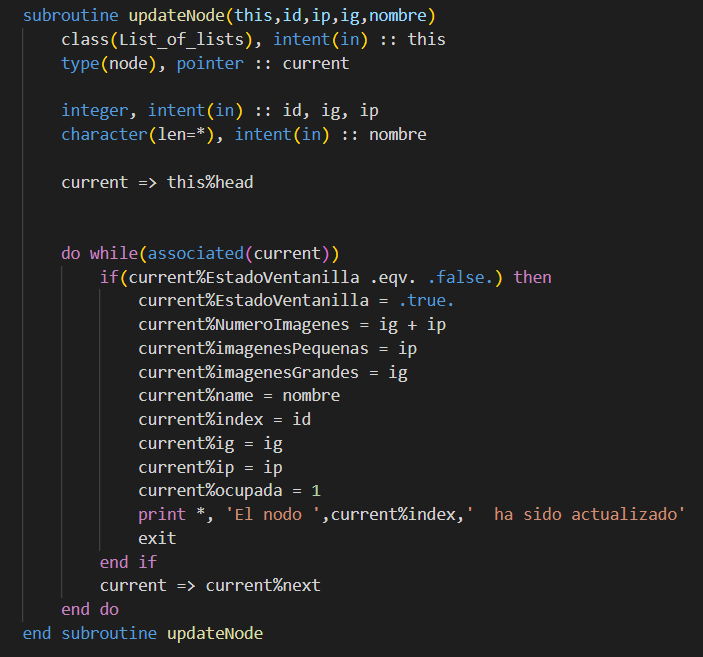 subroutine updateNode(this,id,ip,ig,nombre)
    class(List_of_lists), intent(in) :: this
    type(node), pointer :: current

    integer, intent(in) :: id, ig, ip
    character(len=*), intent(in) :: nombre

    current => this%head


    do while(associated(current))
        if(current%EstadoVentanilla .eqv. .false.) then
            current%EstadoVentanilla = .true.
            current%NumeroImagenes = ig + ip
            current%imagenesPequenas = ip
            current%imagenesGrandes = ig
            current%name = nombre
            current%index = id
            current%ig = ig
            current%ip = ip
            current%ocupada = 1
            print *, 'El nodo ',current%index,'  ha sido actualizado'
            exit
        end if
        current => current%next
    end do
end subroutine updateNode